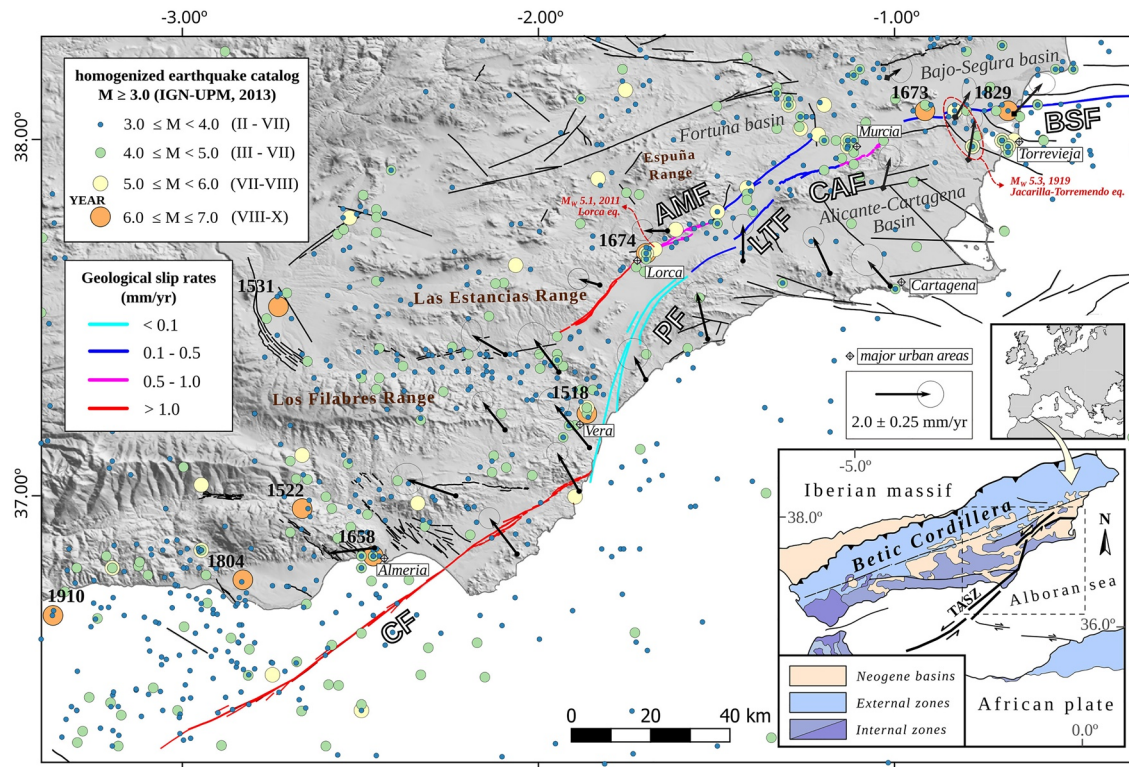 -3.00º
-2.00º
-1.00º
38.00º
37.00º
homogenized earthquake catalog
M ≥ 3.0 (IGN-UPM, 2013)
3.0 ≤ M < 4.0 (II - VII)
4.0 ≤ M < 5.0 (III - VII)
5.0 ≤ M < 6.0 (VII-VIII)
YEAR
6.0 ≤ M ≤ 7.0 (VIII-X)
Geological slip rates
(mm/yr)
< 0.1
0.1 - 0.5
0.5 - 1.0
> 1.0
Bajo-Segura basin
1673
1829
BSF
Fortuna basin
Murcia
Torrevieja
Espuña
Range
Mw 5.3, 1919
Jacarilla-Torremendo eq.
Mw 5.1, 2011
Lorca eq.
AMF
CAF
LTF
Alicante-Cartagena
Basin
1674
Lorca
Cartagena
1531
Las Estancias Range
PF
Los Filabres Range
1518
Vera
1522
1658
Almeria
1804
1910
CF
major urban areas
2.0 ± 0.25 mm/yr
0 20 40 km
-5.0º
Iberian massif
38.0º
N
Betic Cordillera
TASZ
Alboran sea
36.0º
African plate
0.0º
Neogene basins
External zones
Internal zones